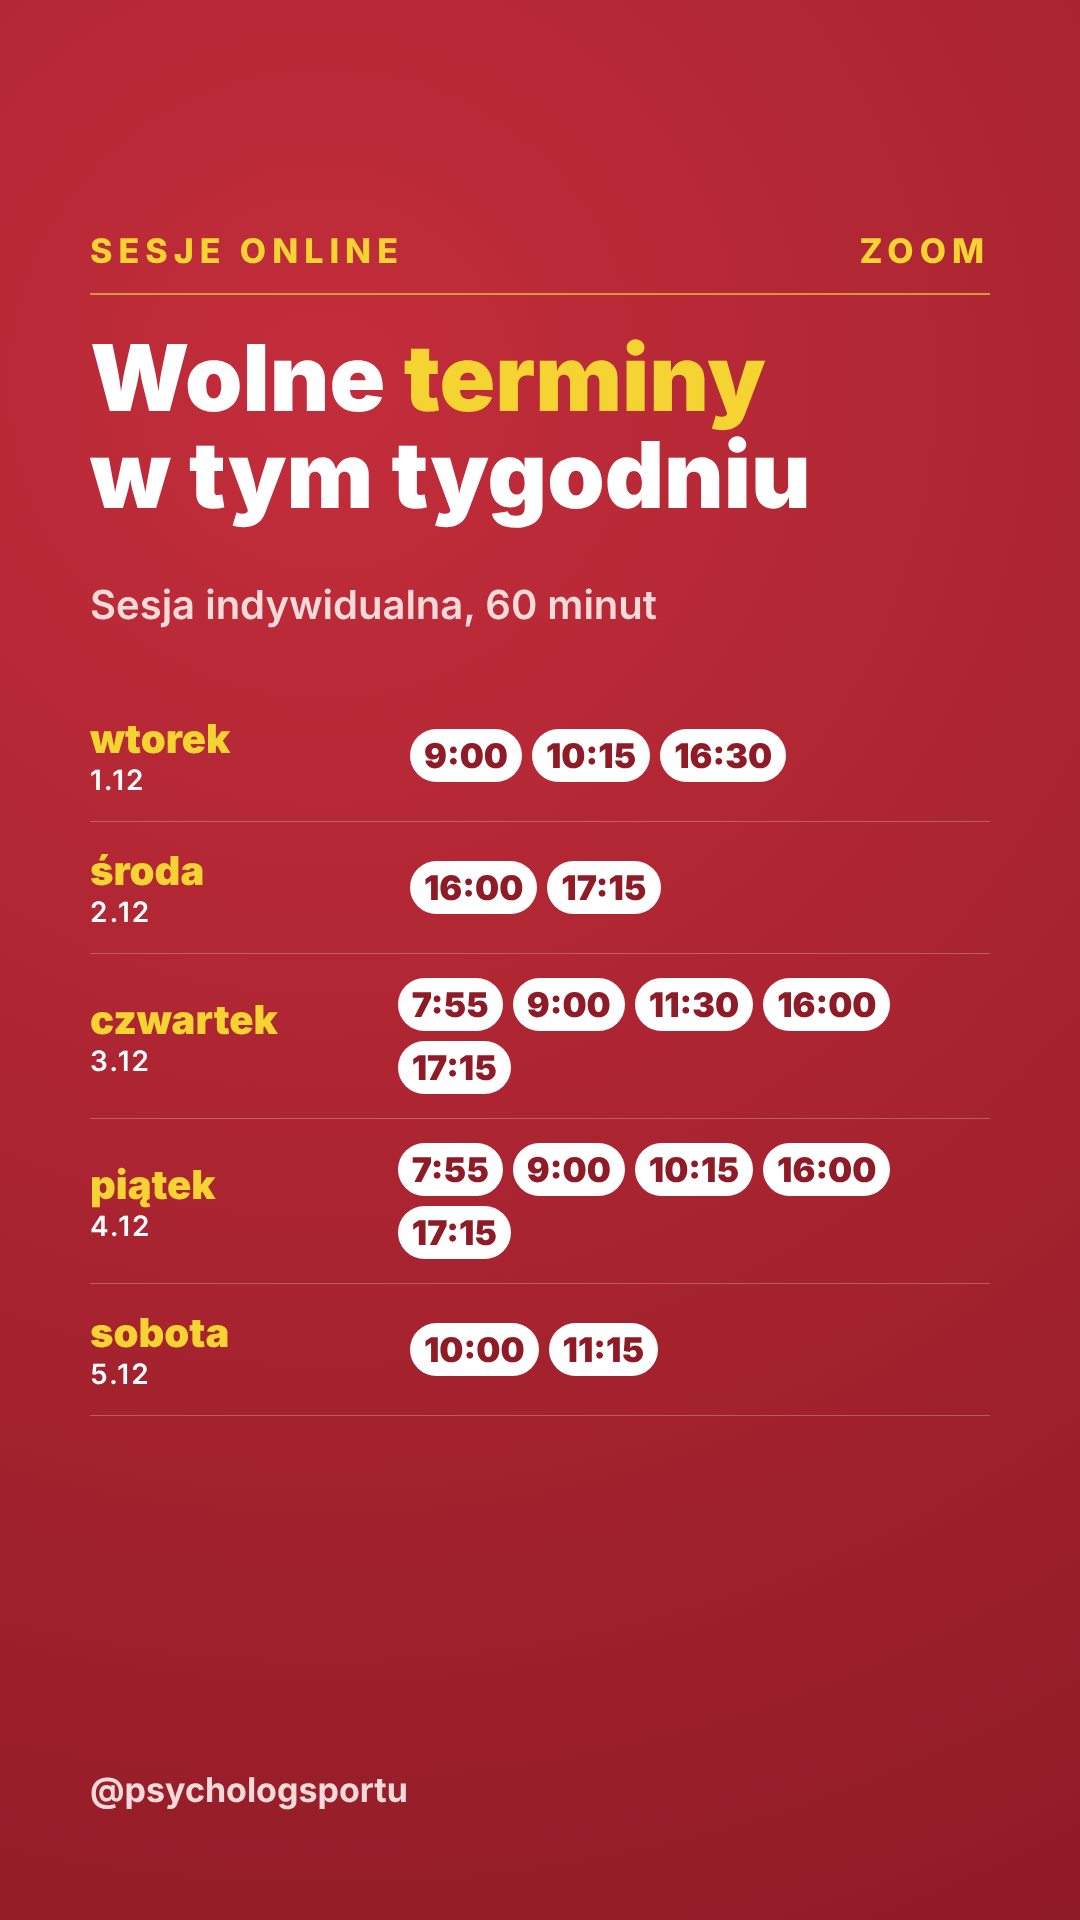 SESJE ONLINE ZOOM
Wolne terminy
w tym tygodniu
Sesja indywidualna, 60 minut
wtorek
1.12
9:00 10:15 16:30
środa
2.12
16:00 17:15
czwartek
3.12
7:55 9:00 11:30 16:00
17:15
piątek
4.12
7:55 9:00 10:15 16:00
17:15
sobota
5.12
10:00 11:15
@psychologsportu